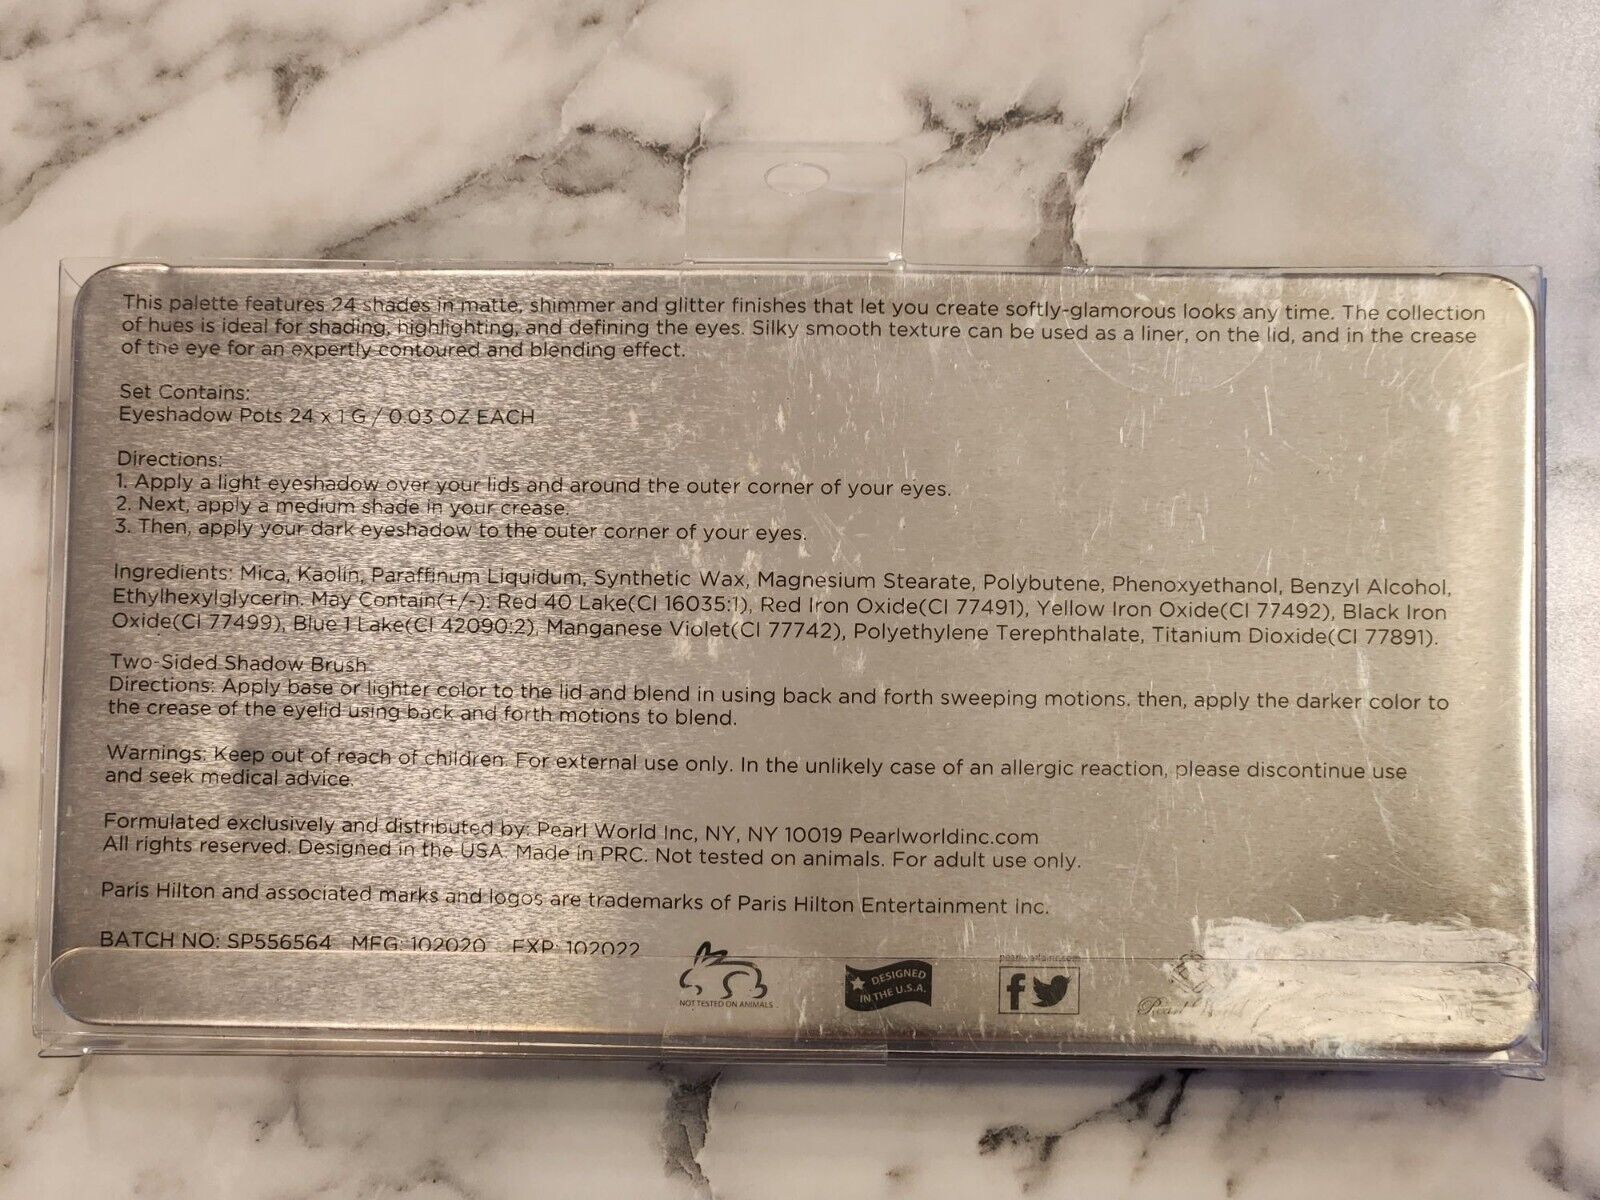 This palette features 24 shades in matte, shimmer and glitter finishes that let you create softly-glamorous looks any time. The collection
of hues is ideal for shading, highlighting, and defining the eyes. Silky smooth texture can be used as a liner, on the lid, and in the crease
of the eye for an expertly contoured and blending effect.
Set Contains:
Eyeshadow Pots 24 x 1 G / 0.03 OZ EACH
Directions:
1. Apply a light eyeshadow over your lids and around the outer corner of your eyes.
2. Next, apply a medium shade in your crease.
3. Then, apply your dark eyeshadow to the outer corner of your eyes.
Ingredients: Mica, Kaolin, Paraffinum Liquidum, Synthetic Wax, Magnesium Stearate, Polybutene, Phenoxyethanol, Benzyl Alcohol,
Ethylhexylglycerin. May Contain(+/-): Red 40 Lake(CI 16035:1), Red Iron Oxide(CI 77491), Yellow Iron Oxide(CI 77492), Black Iron
Oxide(CI 77499), Blue 1 Lake(CI 42090:2), Manganese Violet(CI 77742), Polyethylene Terephthalate, Titanium Dioxide(CI 77891).
Two-Sided Shadow Brush
Directions: Apply base or lighter color to the lid and blend in using back and forth sweeping motions. then, apply the darker color to
the crease of the eyelid using back and forth motions to blend.
Warnings: Keep out of reach of children. For external use only. In the unlikely case of an allergic reaction, please discontinue use
and seek medical advice.
Formulated exclusively and distributed by: Pearl World Inc, NY, NY 10019 Pearlworldinc.com
All rights reserved. Designed in the USA. Made in PRC. Not tested on animals. For adult use only.
Paris Hilton and associated marks and logos are trademarks of Paris Hilton Entertainment inc.
BATCH NO: SP556564 MFG: 102020 EXP: 102022
NOT TESTED ON ANIMALS
DESIGNED
IN THE U.S.A.
Pearl World